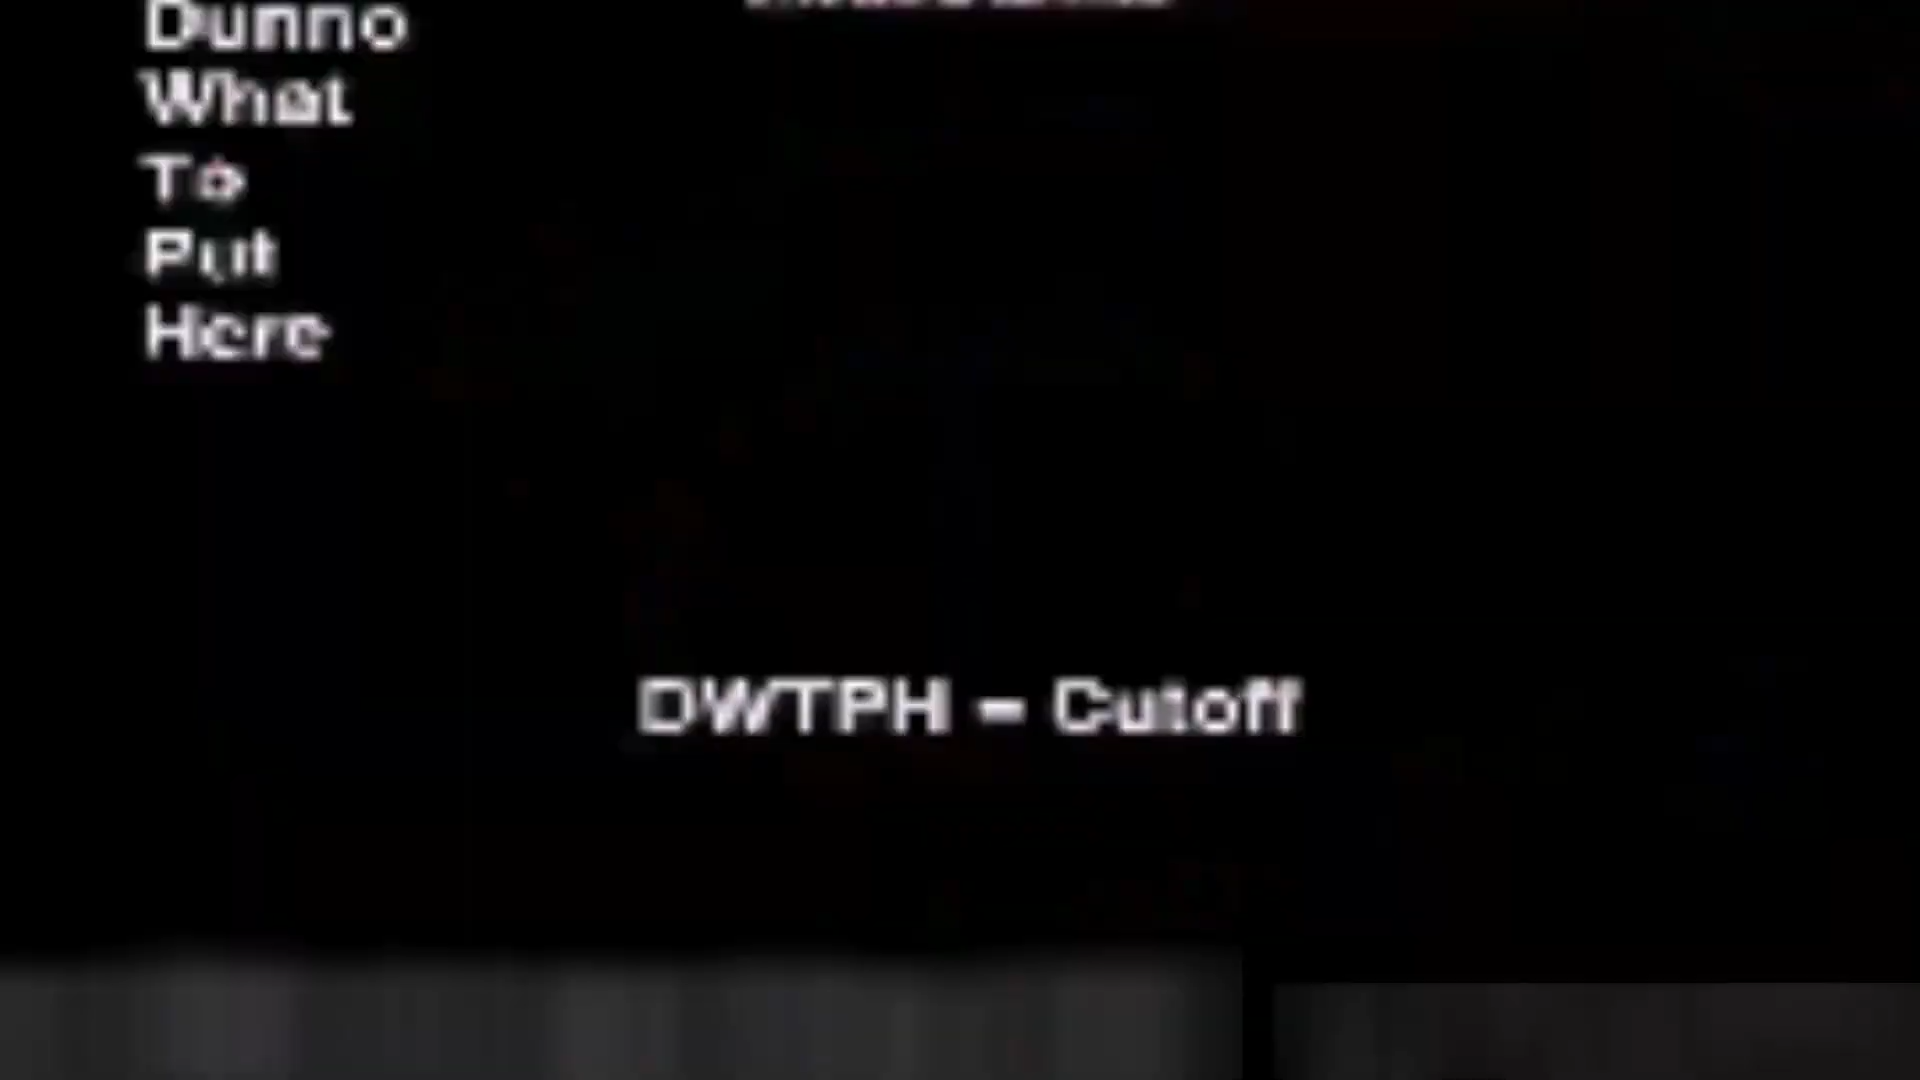 Dunno
What
To
Put
Here
DWTPH - Cutoff